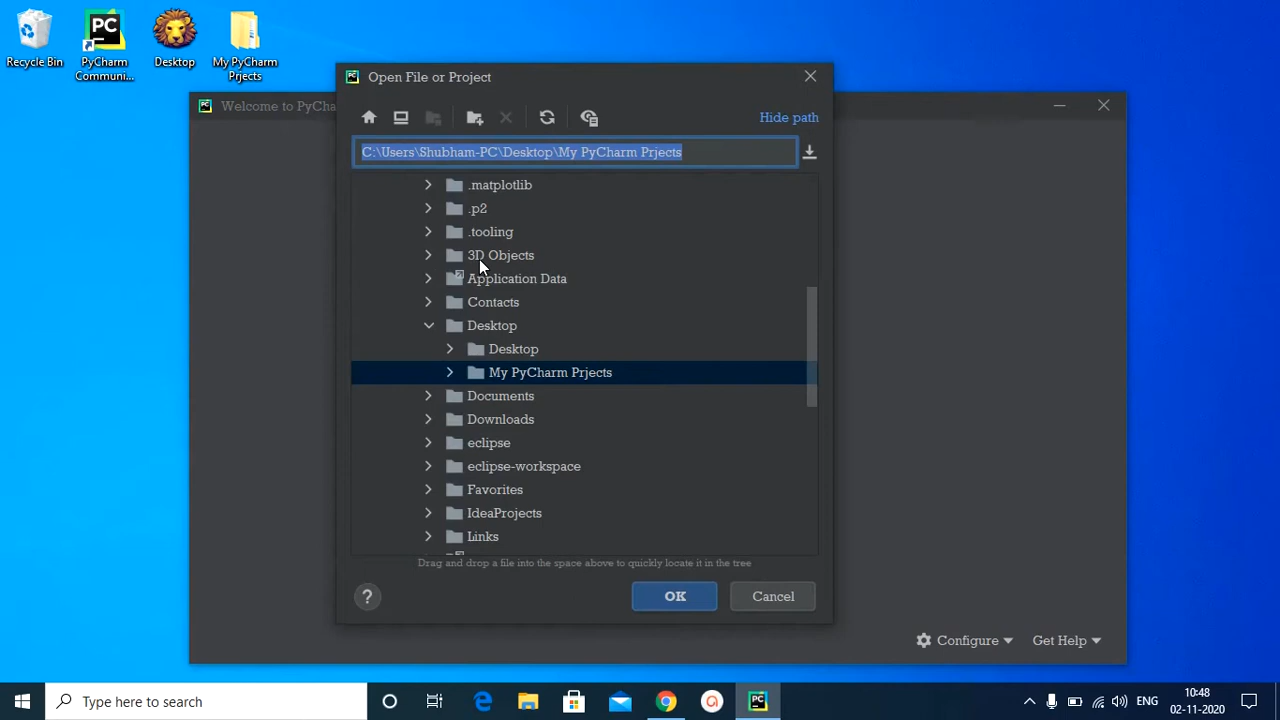 Recycle Bin
PyCharm
Communi...
Desktop
My PyCharm
Prjects
PC
Open File or Project
Welcome to PyCha
Hide path
C:\Users\Shubham-PC\Desktop\My PyCharm Prjects
.matplotlib
.p2
.tooling
3D Objects
Application Data
Contacts
Desktop
Desktop
My PyCharm Prjects
Documents
Downloads
eclipse
eclipse-workspace
Favorites
IdeaProjects
Links
Drag and drop a file into the space above to quickly locate it in the tree
?
OK
Cancel
Configure
Get Help
Type here to search
PC
ENG
10:48
02-11-2020